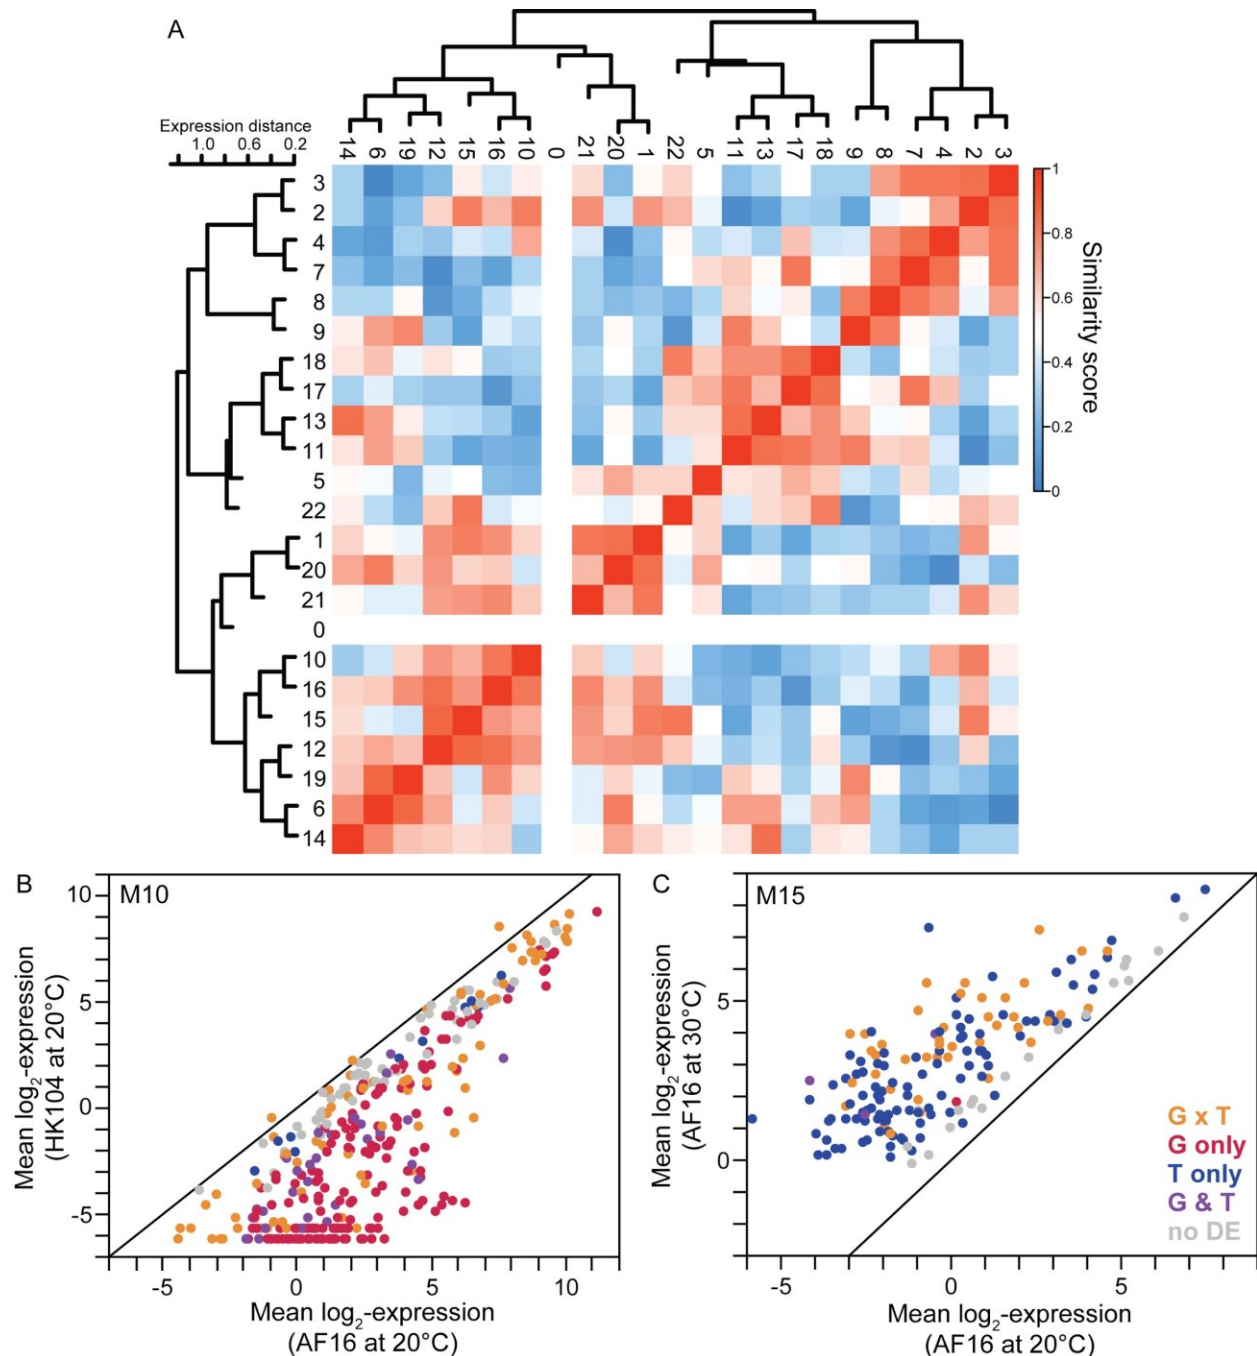 A
Expression distance
1.0 0.6 0.2
14 6 19 12 15 16 10 0 21 20 1 22 5 11 13 17 18 9 8 7 4 2 3
3
2
4
7
8
9
18
17
13
11
5
22
1
20
21
0
10
16
15
12
19
6
14
1
0.8
0.6
0.4
0.2
0
Similarity score
B
M10
10
5
0
-5
Mean log₂-expression
(HK104 at 20°C)
-5 0 5 10
Mean log₂-expression
(AF16 at 20°C)
C
M15
5
0
Mean log₂-expression
(AF16 at 30°C)
G x T
G only
T only
G & T
no DE
-5 0 5
Mean log₂-expression
(AF16 at 20°C)